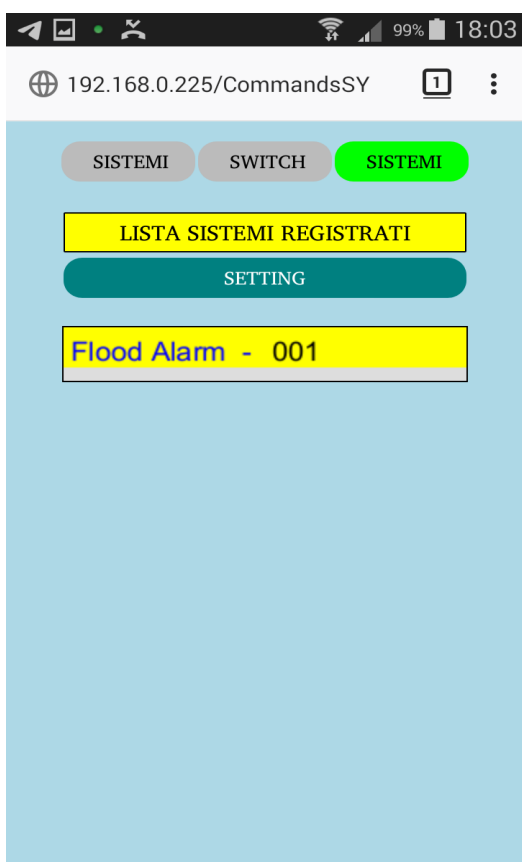 99% 18:03
192.168.0.225/CommandsSY 1
SISTEMI SWITCH SISTEMI
LISTA SISTEMI REGISTRATI
SETTING
Flood Alarm - 001